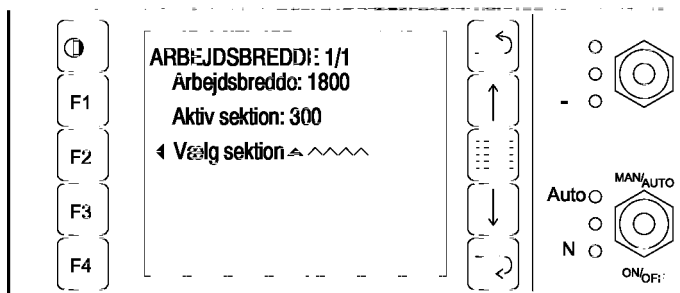 ARBEJDSBREDDE 1/1
Arbejdsbredde: 1800
F1
Aktiv sektion: 300
-
F2
Vælg sektion
MAN/AUTO
F3
Auto
N
F4
ON/OFF